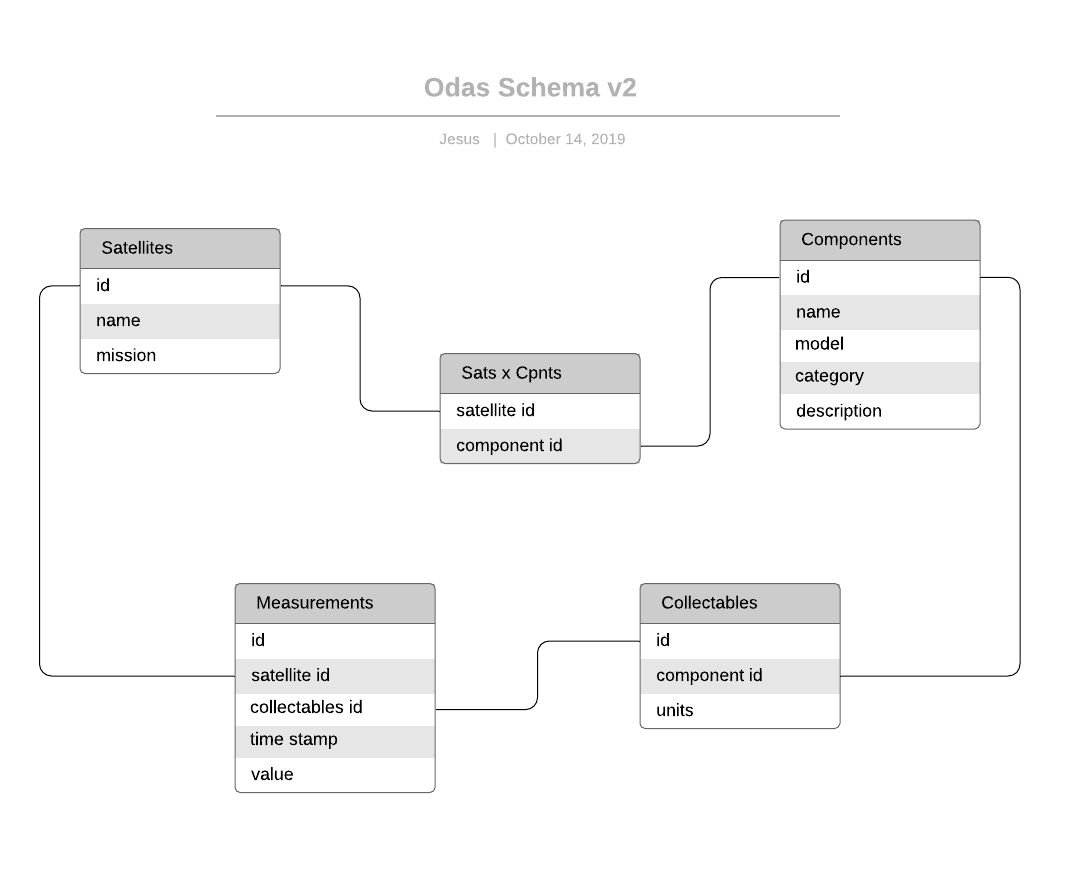 Odas Schema v2
Jesus | October 14, 2019
Satellites
id
name
mission
Components
id
name
model
category
description
Sats x Cpnts
satellite id
component id
Measurements
id
satellite id
collectables id
time stamp
value
Collectables
id
component id
units